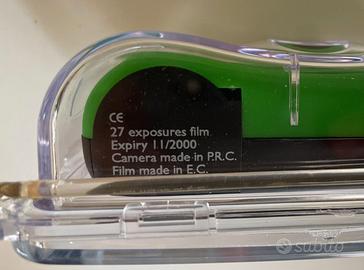 CE
27 exposures film
Expiry 11/2000
Camera made in P.R.C.
Film made in E.C.
subito